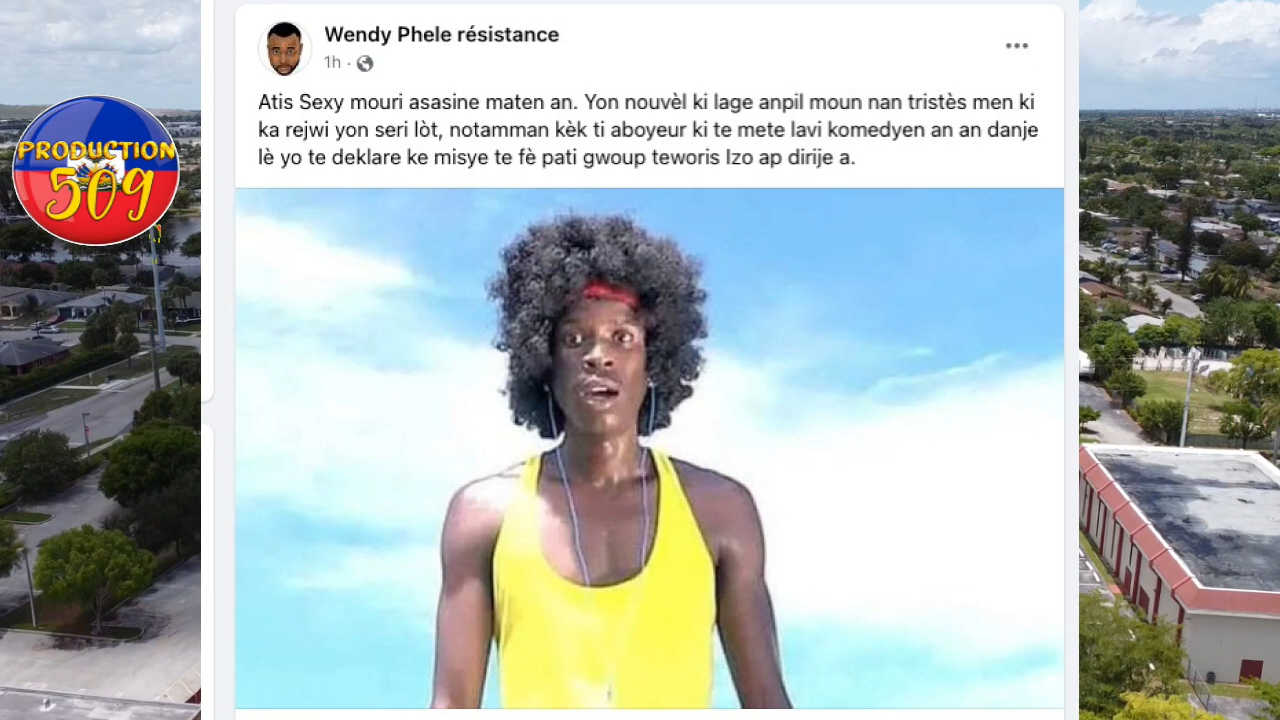 Wendy Phele résistance
1h ·
Atis Sexy mouri asasine maten an. Yon nouvèl ki lage anpil moun nan tristès men ki
ka rejwi yon seri lòt, notamman kèk ti aboyeur ki te mete lavi komedyen an an danje
lè yo te deklare ke misye te fè pati gwoup teworis Izo ap dirije a.
PRODUCTION
509